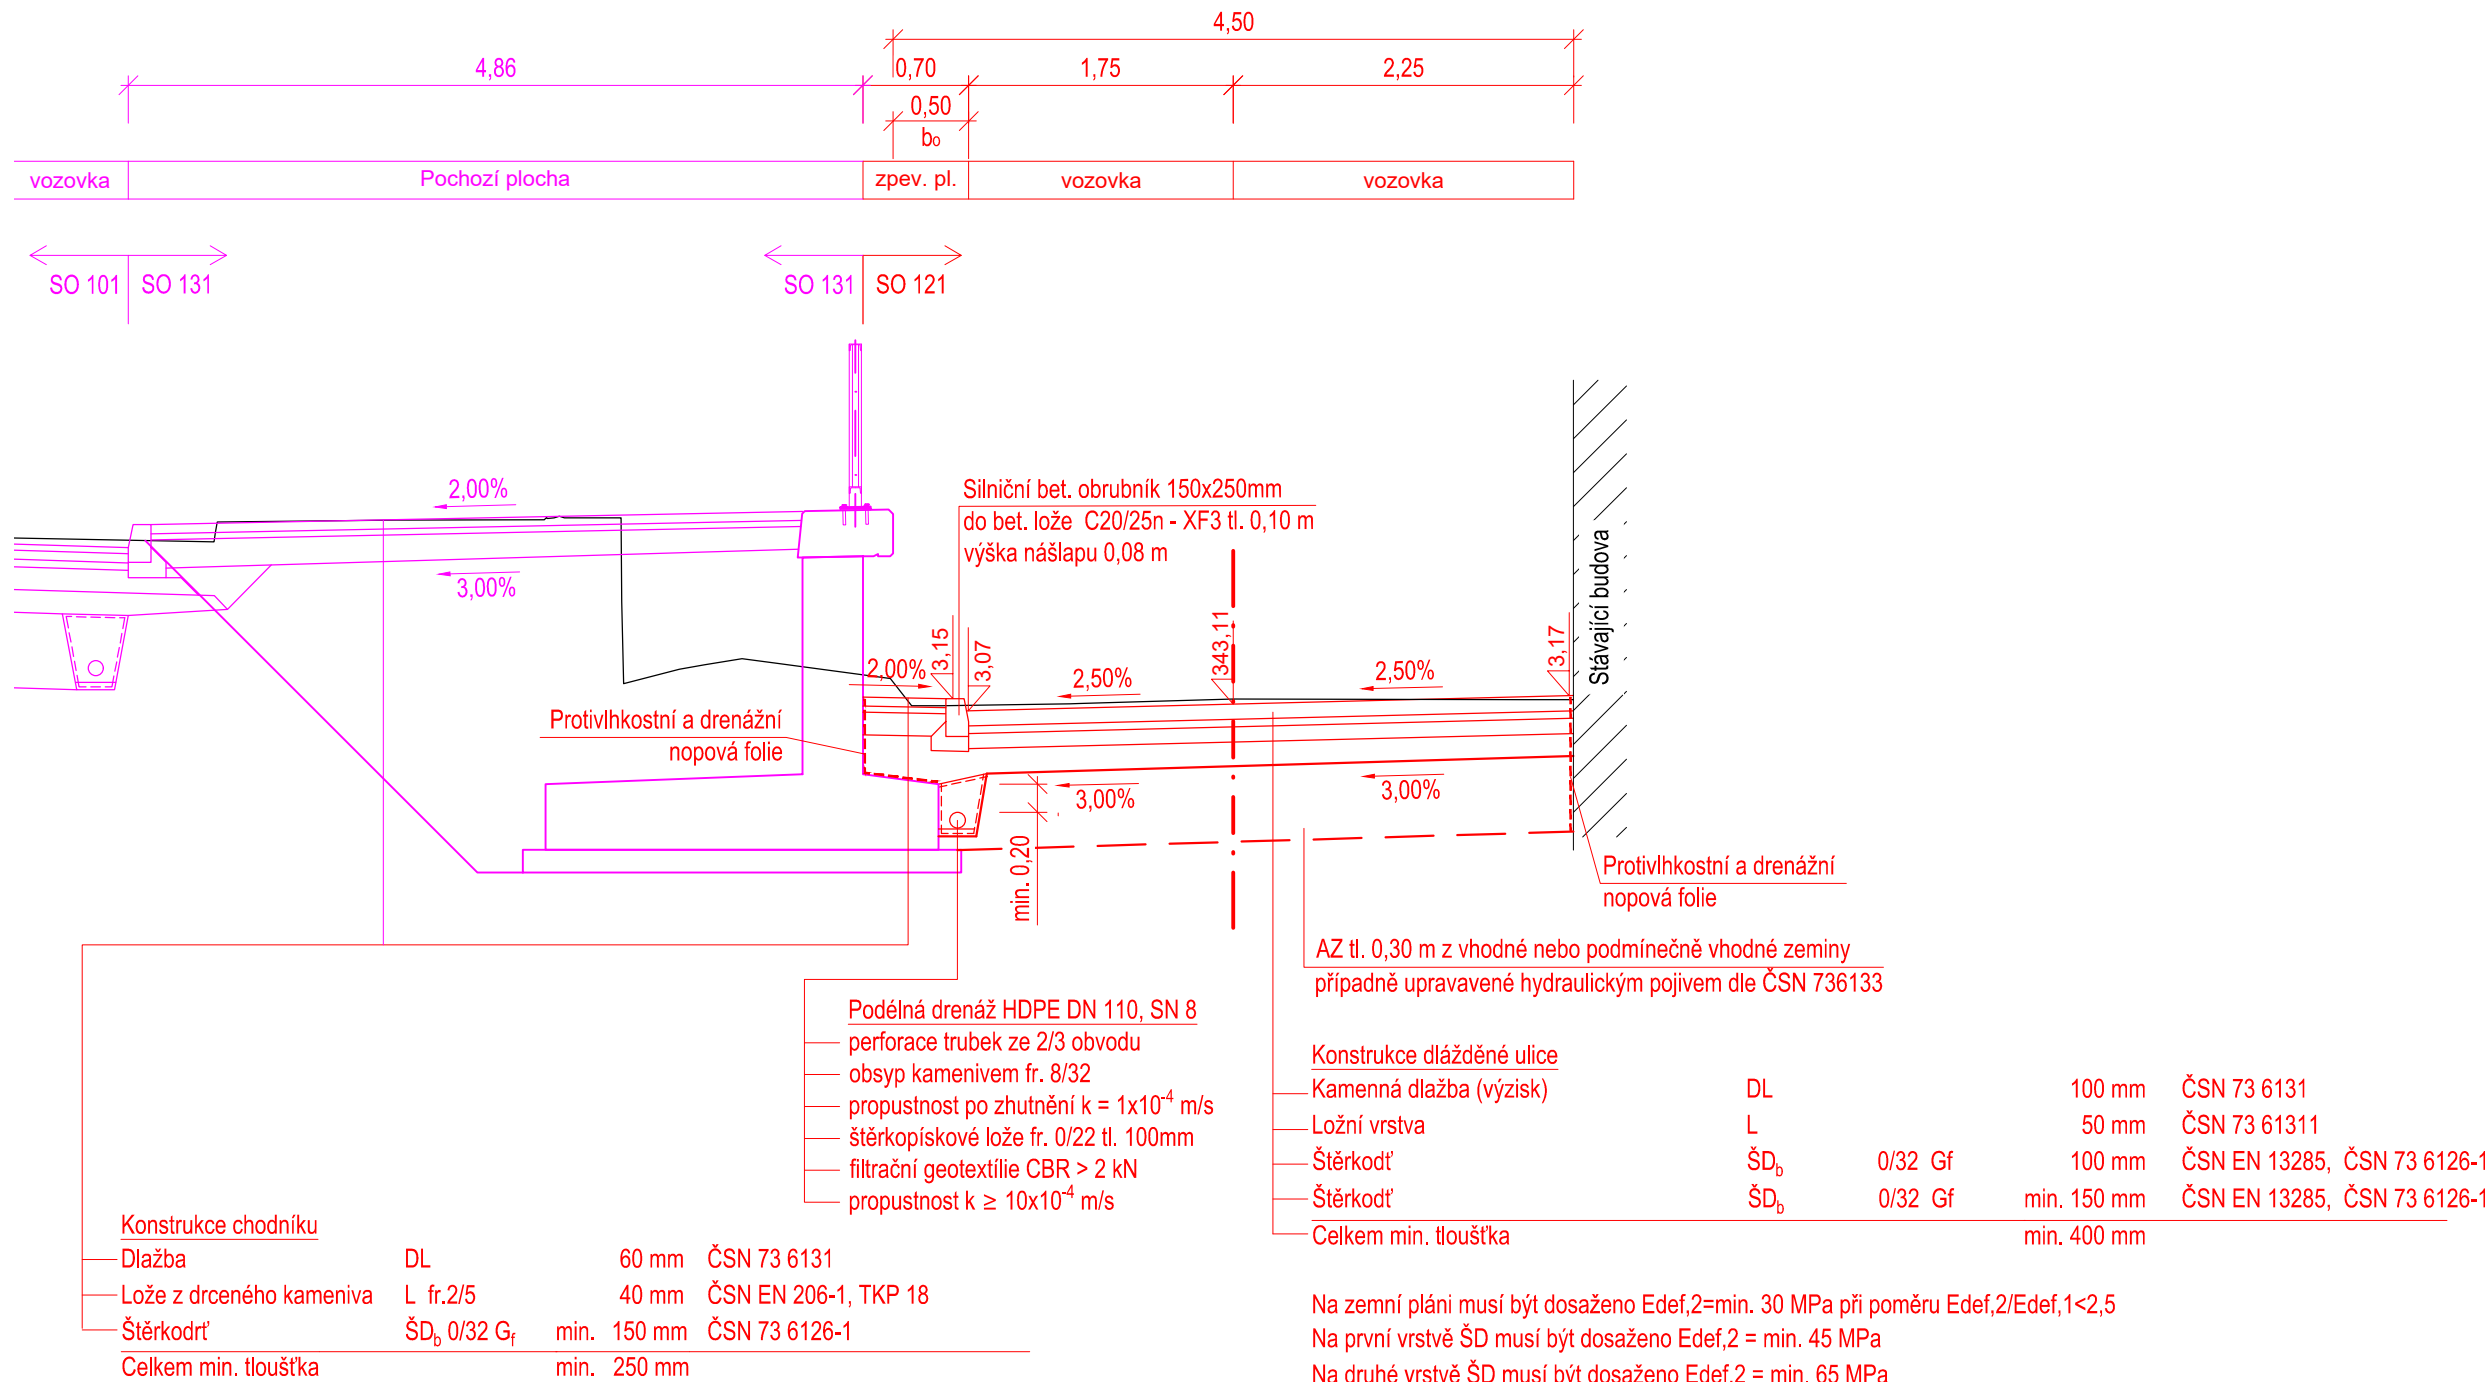 4,50
4,86
0,70
1,75
2,25
0,50
b₀
vozovka
Pochozí plocha
zpev. pl.
vozovka
vozovka
SO 101
SO 131
SO 131
SO 121
2,00%
3,00%
Silniční bet. obrubník 150x250mm
do bet. lože C20/25n - XF3 tl. 0,10 m
výška nášlapu 0,08 m
Stávající budova
2,00%
3,15
3,07
2,50%
343,11
2,50%
3,17
Protivlhkostní a drenážní
nopová folie
3,00%
3,00%
min. 0,20
Protivlhkostní a drenážní
nopová folie
AZ tl. 0,30 m z vhodné nebo podmínečně vhodné zeminy
případně upravavené hydraulickým pojivem dle ČSN 736133
Podélná drenáž HDPE DN 110, SN 8
perforace trubek ze 2/3 obvodu
obsyp kamenivem fr. 8/32
propustnost po zhutnění k = 1x10⁻⁴ m/s
štěrkopískové lože fr. 0/22 tl. 100mm
filtrační geotextílie CBR > 2 kN
propustnost k ≥ 10x10⁻⁴ m/s
Konstrukce dlážděné ulice
Kamenná dlažba (výzisk) DL 100 mm ČSN 73 6131
Ložní vrstva L 50 mm ČSN 73 61311
Štěrkodť ŠDb 0/32 Gf 100 mm ČSN EN 13285, ČSN 73 6126-1
Štěrkodť ŠDb 0/32 Gf min. 150 mm ČSN EN 13285, ČSN 73 6126-1
Celkem min. tloušťka min. 400 mm
Konstrukce chodníku
Dlažba DL 60 mm ČSN 73 6131
Lože z drceného kameniva L fr.2/5 40 mm ČSN EN 206-1, TKP 18
Štěrkodrť ŠDb 0/32 Gf min. 150 mm ČSN 73 6126-1
Celkem min. tloušťka min. 250 mm
Na zemní pláni musí být dosaženo Edef,2=min. 30 MPa při poměru Edef,2/Edef,1<2,5
Na první vrstvě ŠD musí být dosaženo Edef,2 = min. 45 MPa
Na druhé vrstvě ŠD musí být dosaženo Edef,2 = min. 65 MPa